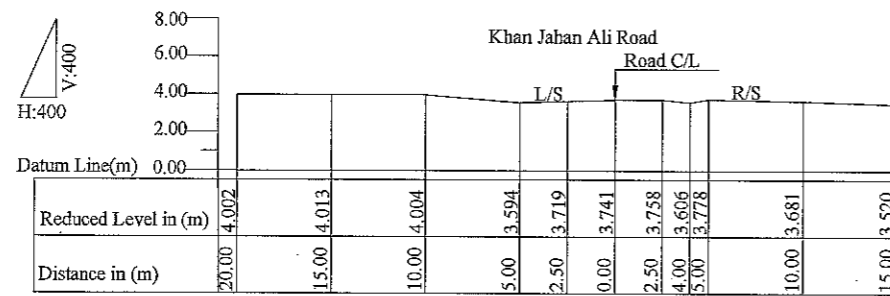 8.00
6.00
4.00
2.00
0.00
V:400
H:400
Khan Jahan Ali Road
Road C/L
L/S
R/S
Datum Line(m)
Reduced Level in (m) 4.002 4.013 4.004 3.594 3.719 3.741 3.758 3.606 3.778 3.681 3.520
Distance in (m) 20.00 15.00 10.00 5.00 2.50 0.00 2.50 4.00 5.00 10.00 15.00